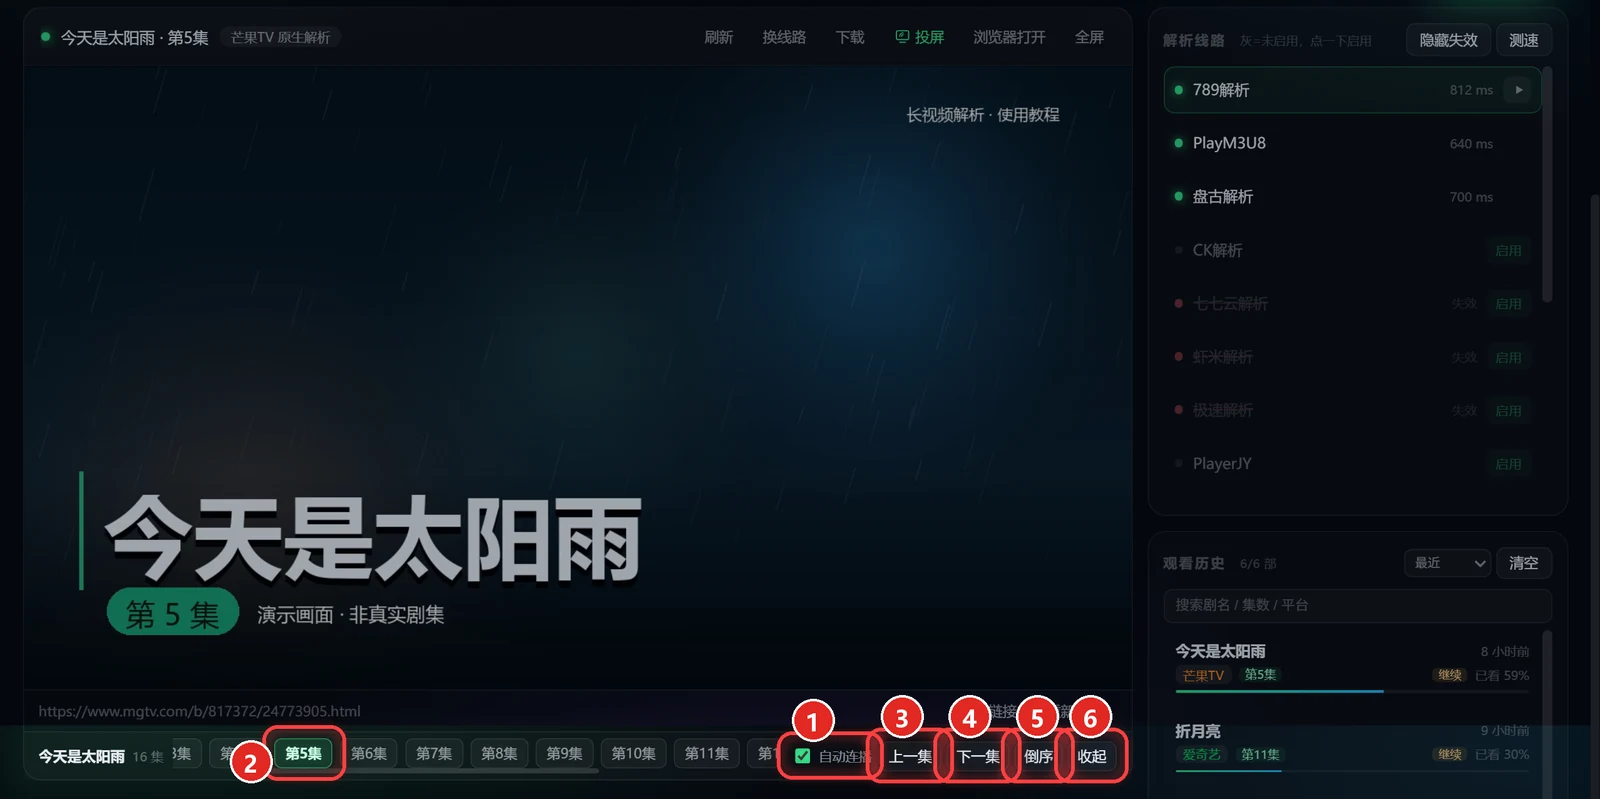 今天是太阳雨 · 第5集 芒果TV 原生解析 刷新 换线路 下载 投屏 浏览器打开 全屏
长视频解析 · 使用教程
今天是太阳雨
第 5 集 演示画面 · 非真实剧集
https://www.mgtv.com/b/817372/24773905.html 链接
1 2 3 4 5 6
今天是太阳雨 16 集 集 第5集 第6集 第7集 第8集 第9集 第10集 第11集 自动连播 上一集 下一集 倒序 收起
解析线路 灰=未启用，点一下启用 隐藏失效 测速
789解析 812 ms
PlayM3U8 640 ms
盘古解析 700 ms
CK解析 启用
七七云解析 失效 启用
虾米解析 失效 启用
极速解析 失效 启用
PlayerJY 启用
观看历史 6/6 部 最近 清空
搜索剧名 / 集数 / 平台
今天是太阳雨 8 小时前
芒果TV 第5集 继续 已看 59%
折月亮 9 小时前
爱奇艺 第11集 继续 已看 30%